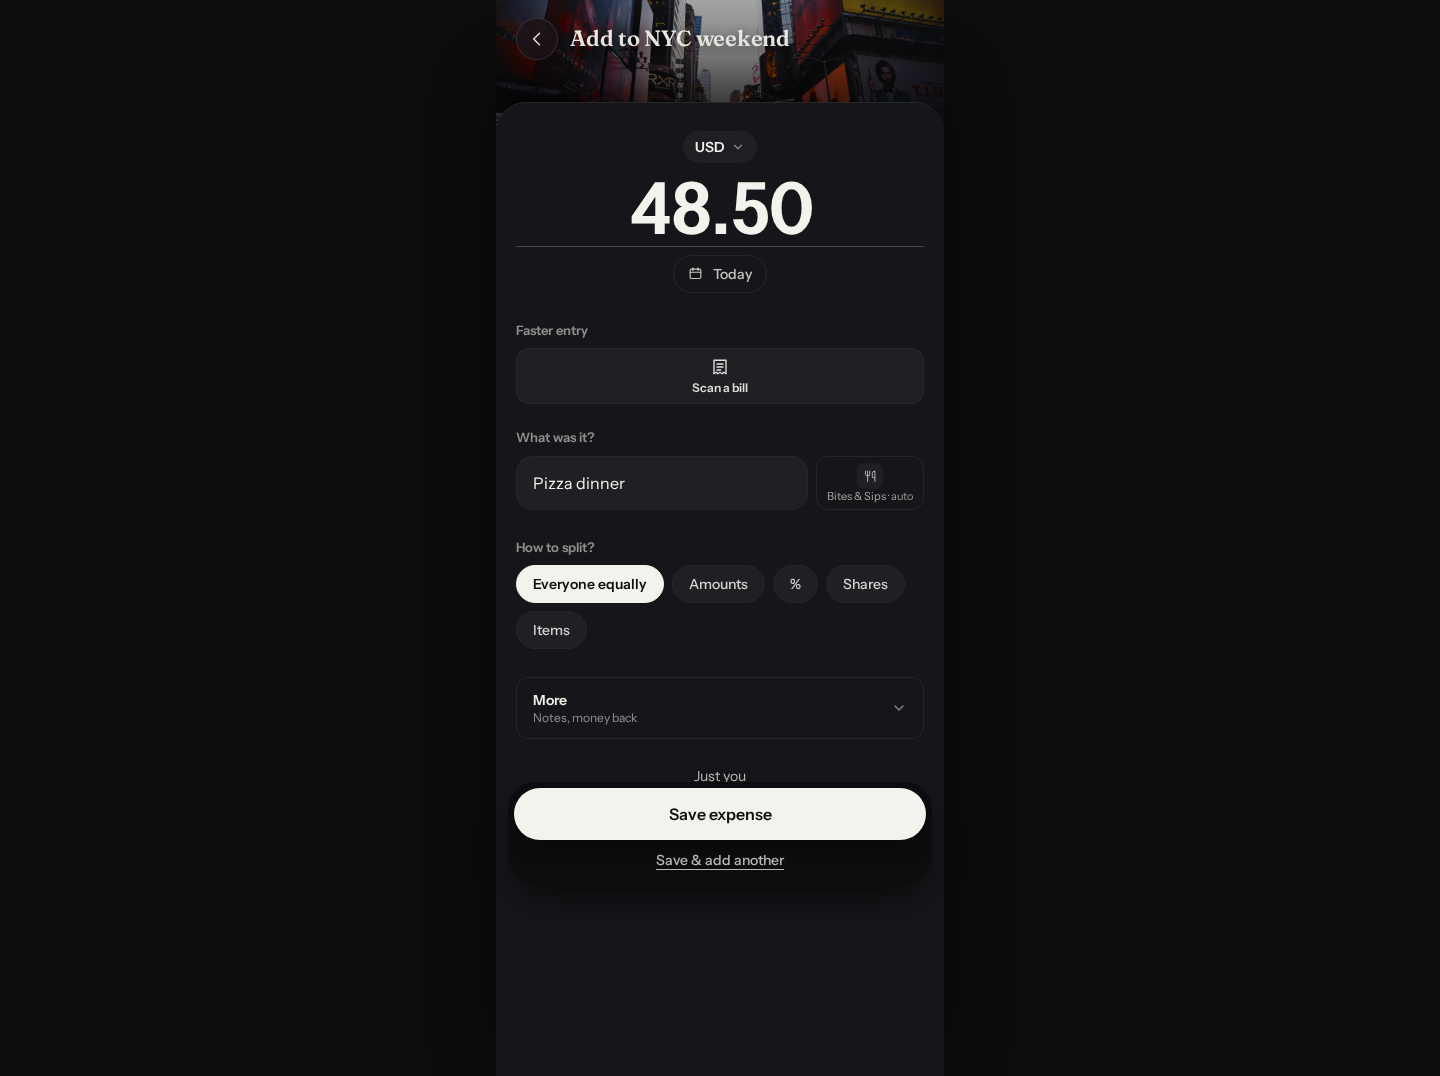 Add to NYC weekend
USD
48.50
Today
Faster entry
Scan a bill
What was it?
Pizza dinner
Bites & Sips · auto
How to split?
Everyone equally
Amounts
%
Shares
Items
More
Notes, money back
Just you
Save expense
Save & add another